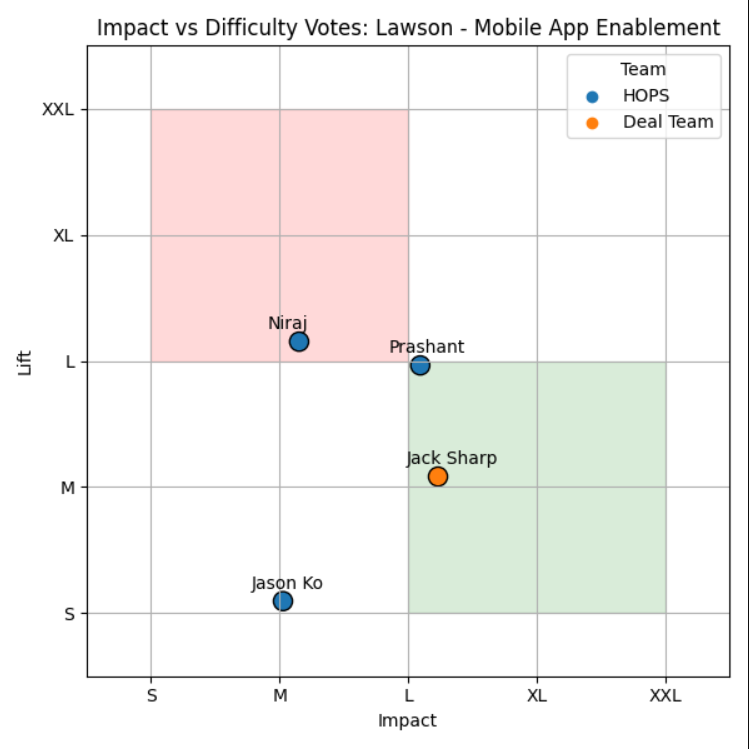 Impact vs Difficulty Votes: Lawson - Mobile App Enablement
Team
HOPS
Deal Team
XXL
XL
L
M
S
Lift
Niraj
Prashant
Jack Sharp
Jason Ko
S M L XL XXL
Impact